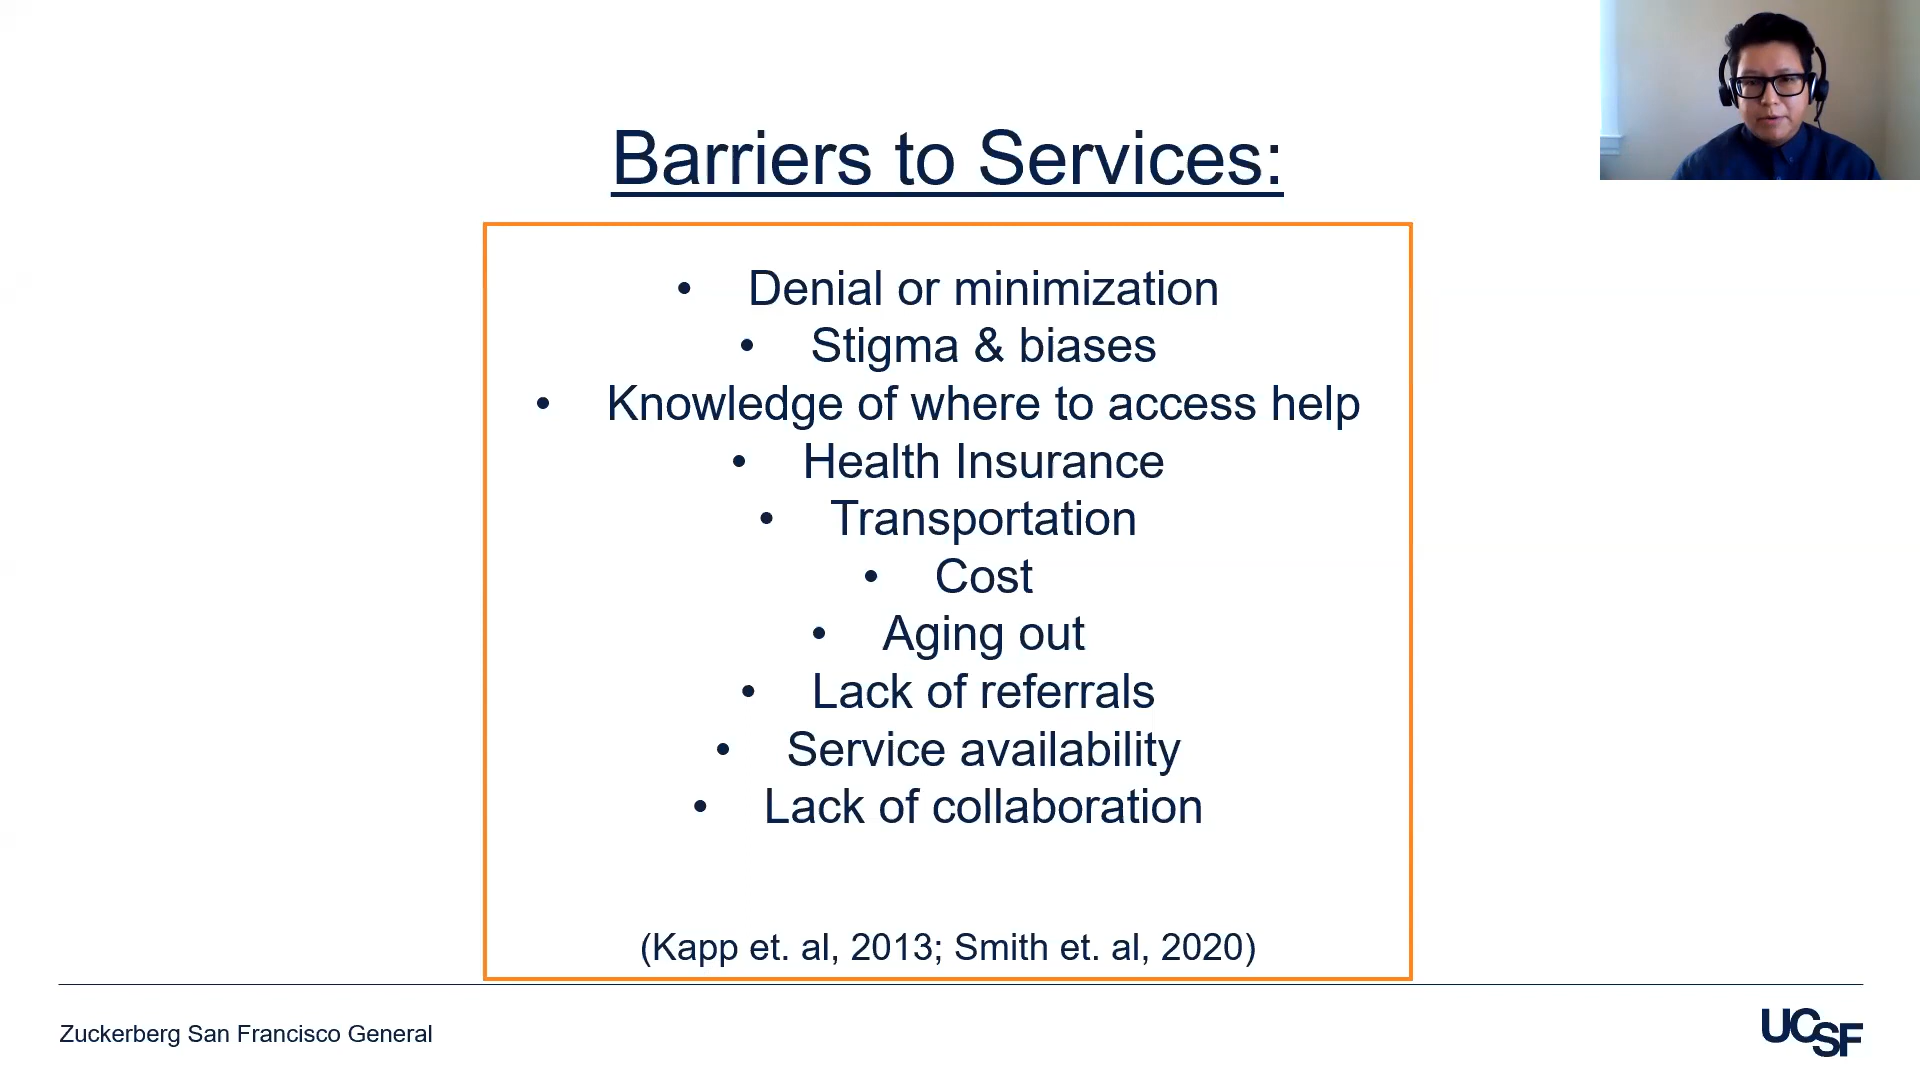 Barriers to Services:
• Denial or minimization
• Stigma & biases
• Knowledge of where to access help
• Health Insurance
• Transportation
• Cost
• Aging out
• Lack of referrals
• Service availability
• Lack of collaboration
(Kapp et. al, 2013; Smith et. al, 2020)
Zuckerberg San Francisco General
UCSF